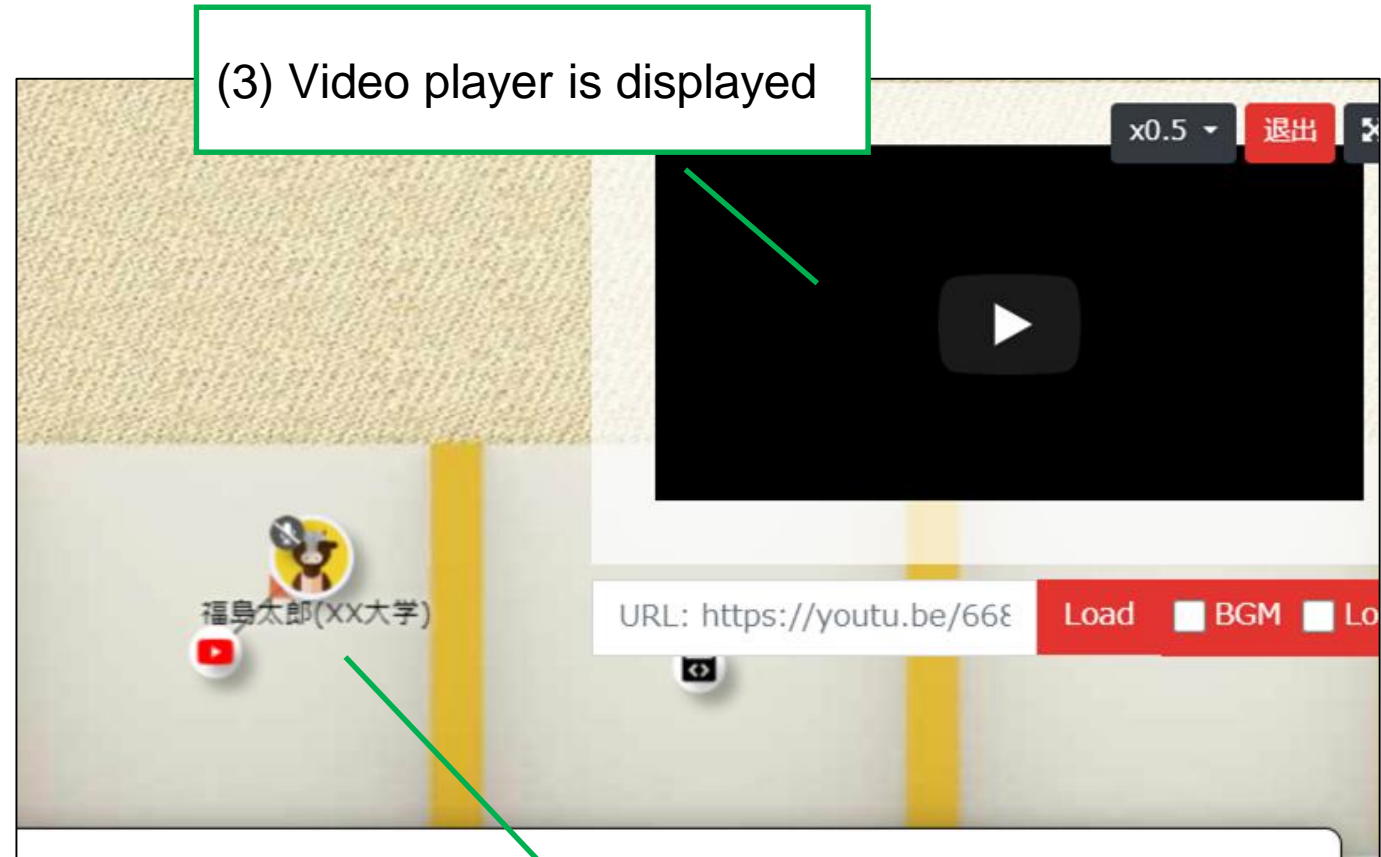 (3) Video player is displayed
x0.5
退出
福島太郎(XX大学)
URL: https://youtu.be/668
Load
BGM
Lo